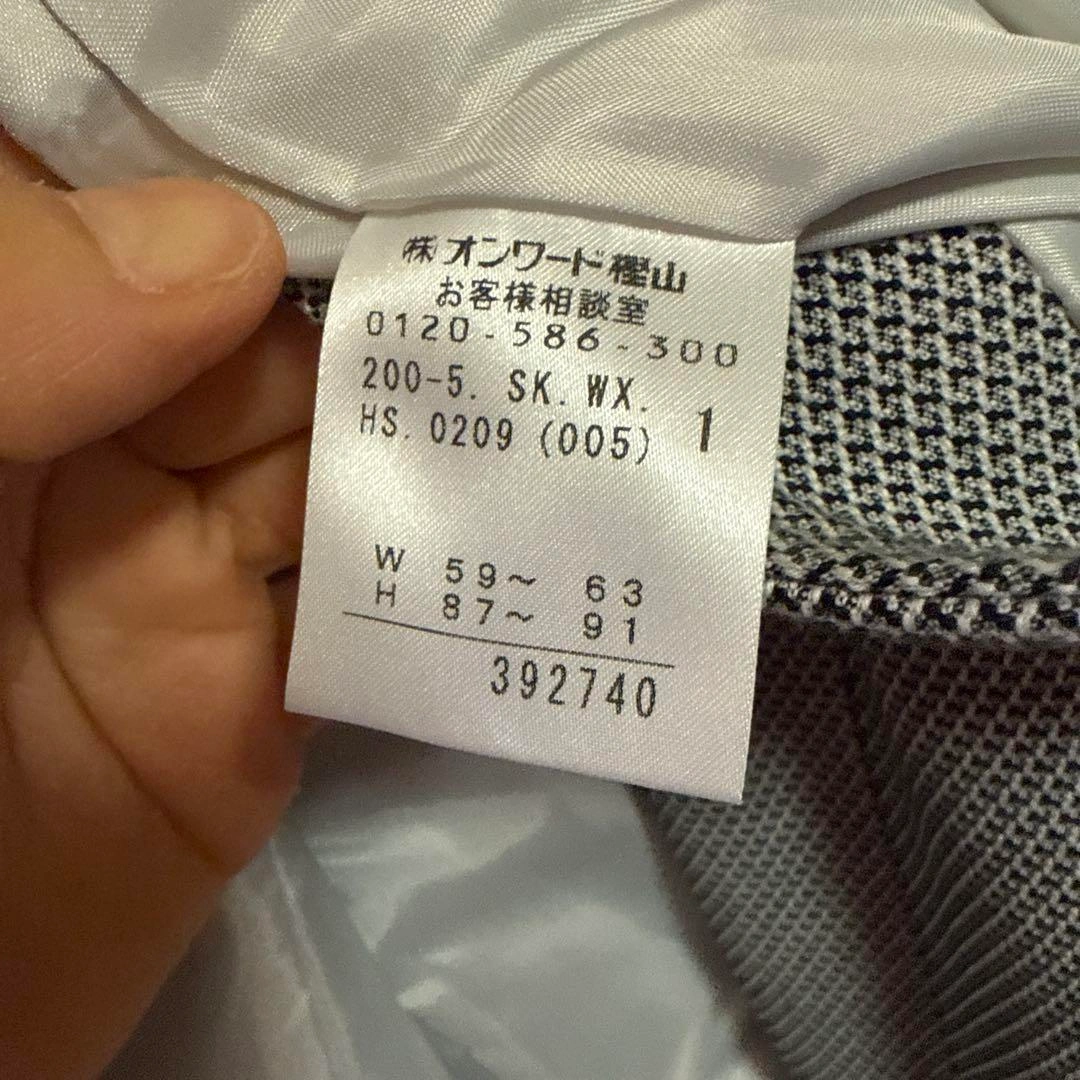 ㈱オンワード樫山
お客様相談室
0120-586-300
200-5. SK. WX. 1
HS. 0209 (005)
W 59～ 63
H 87～ 91
392740